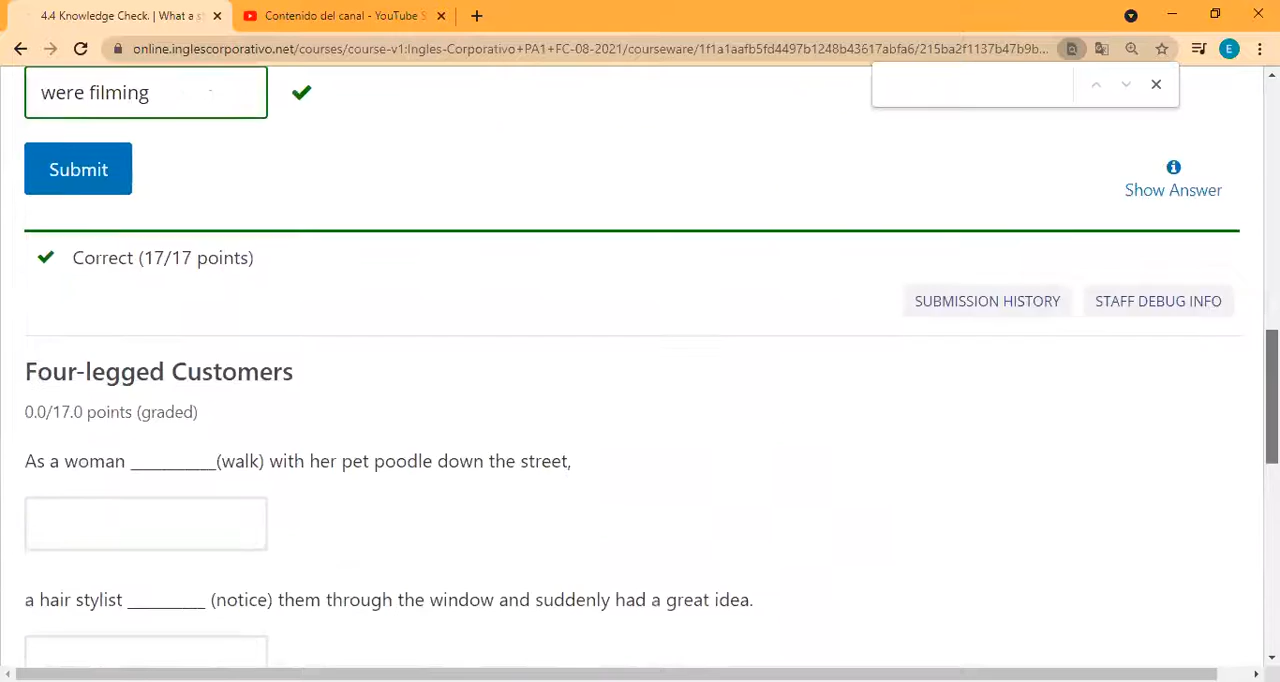 4.4 Knowledge Check. | What a s
Contenido del canal - YouTube S
online.inglescorporativo.net/courses/course-v1:Ingles-Corporativo+PA1+FC-08-2021/courseware/1f1a1aafb5fd4497b1248b43617abfa6/215ba2f1137b47b9b...
E
were filming
Submit
Show Answer
Correct (17/17 points)
SUBMISSION HISTORY
STAFF DEBUG INFO
Four-legged Customers
0.0/17.0 points (graded)
As a woman __________(walk) with her pet poodle down the street,
a hair stylist _________ (notice) them through the window and suddenly had a great idea.